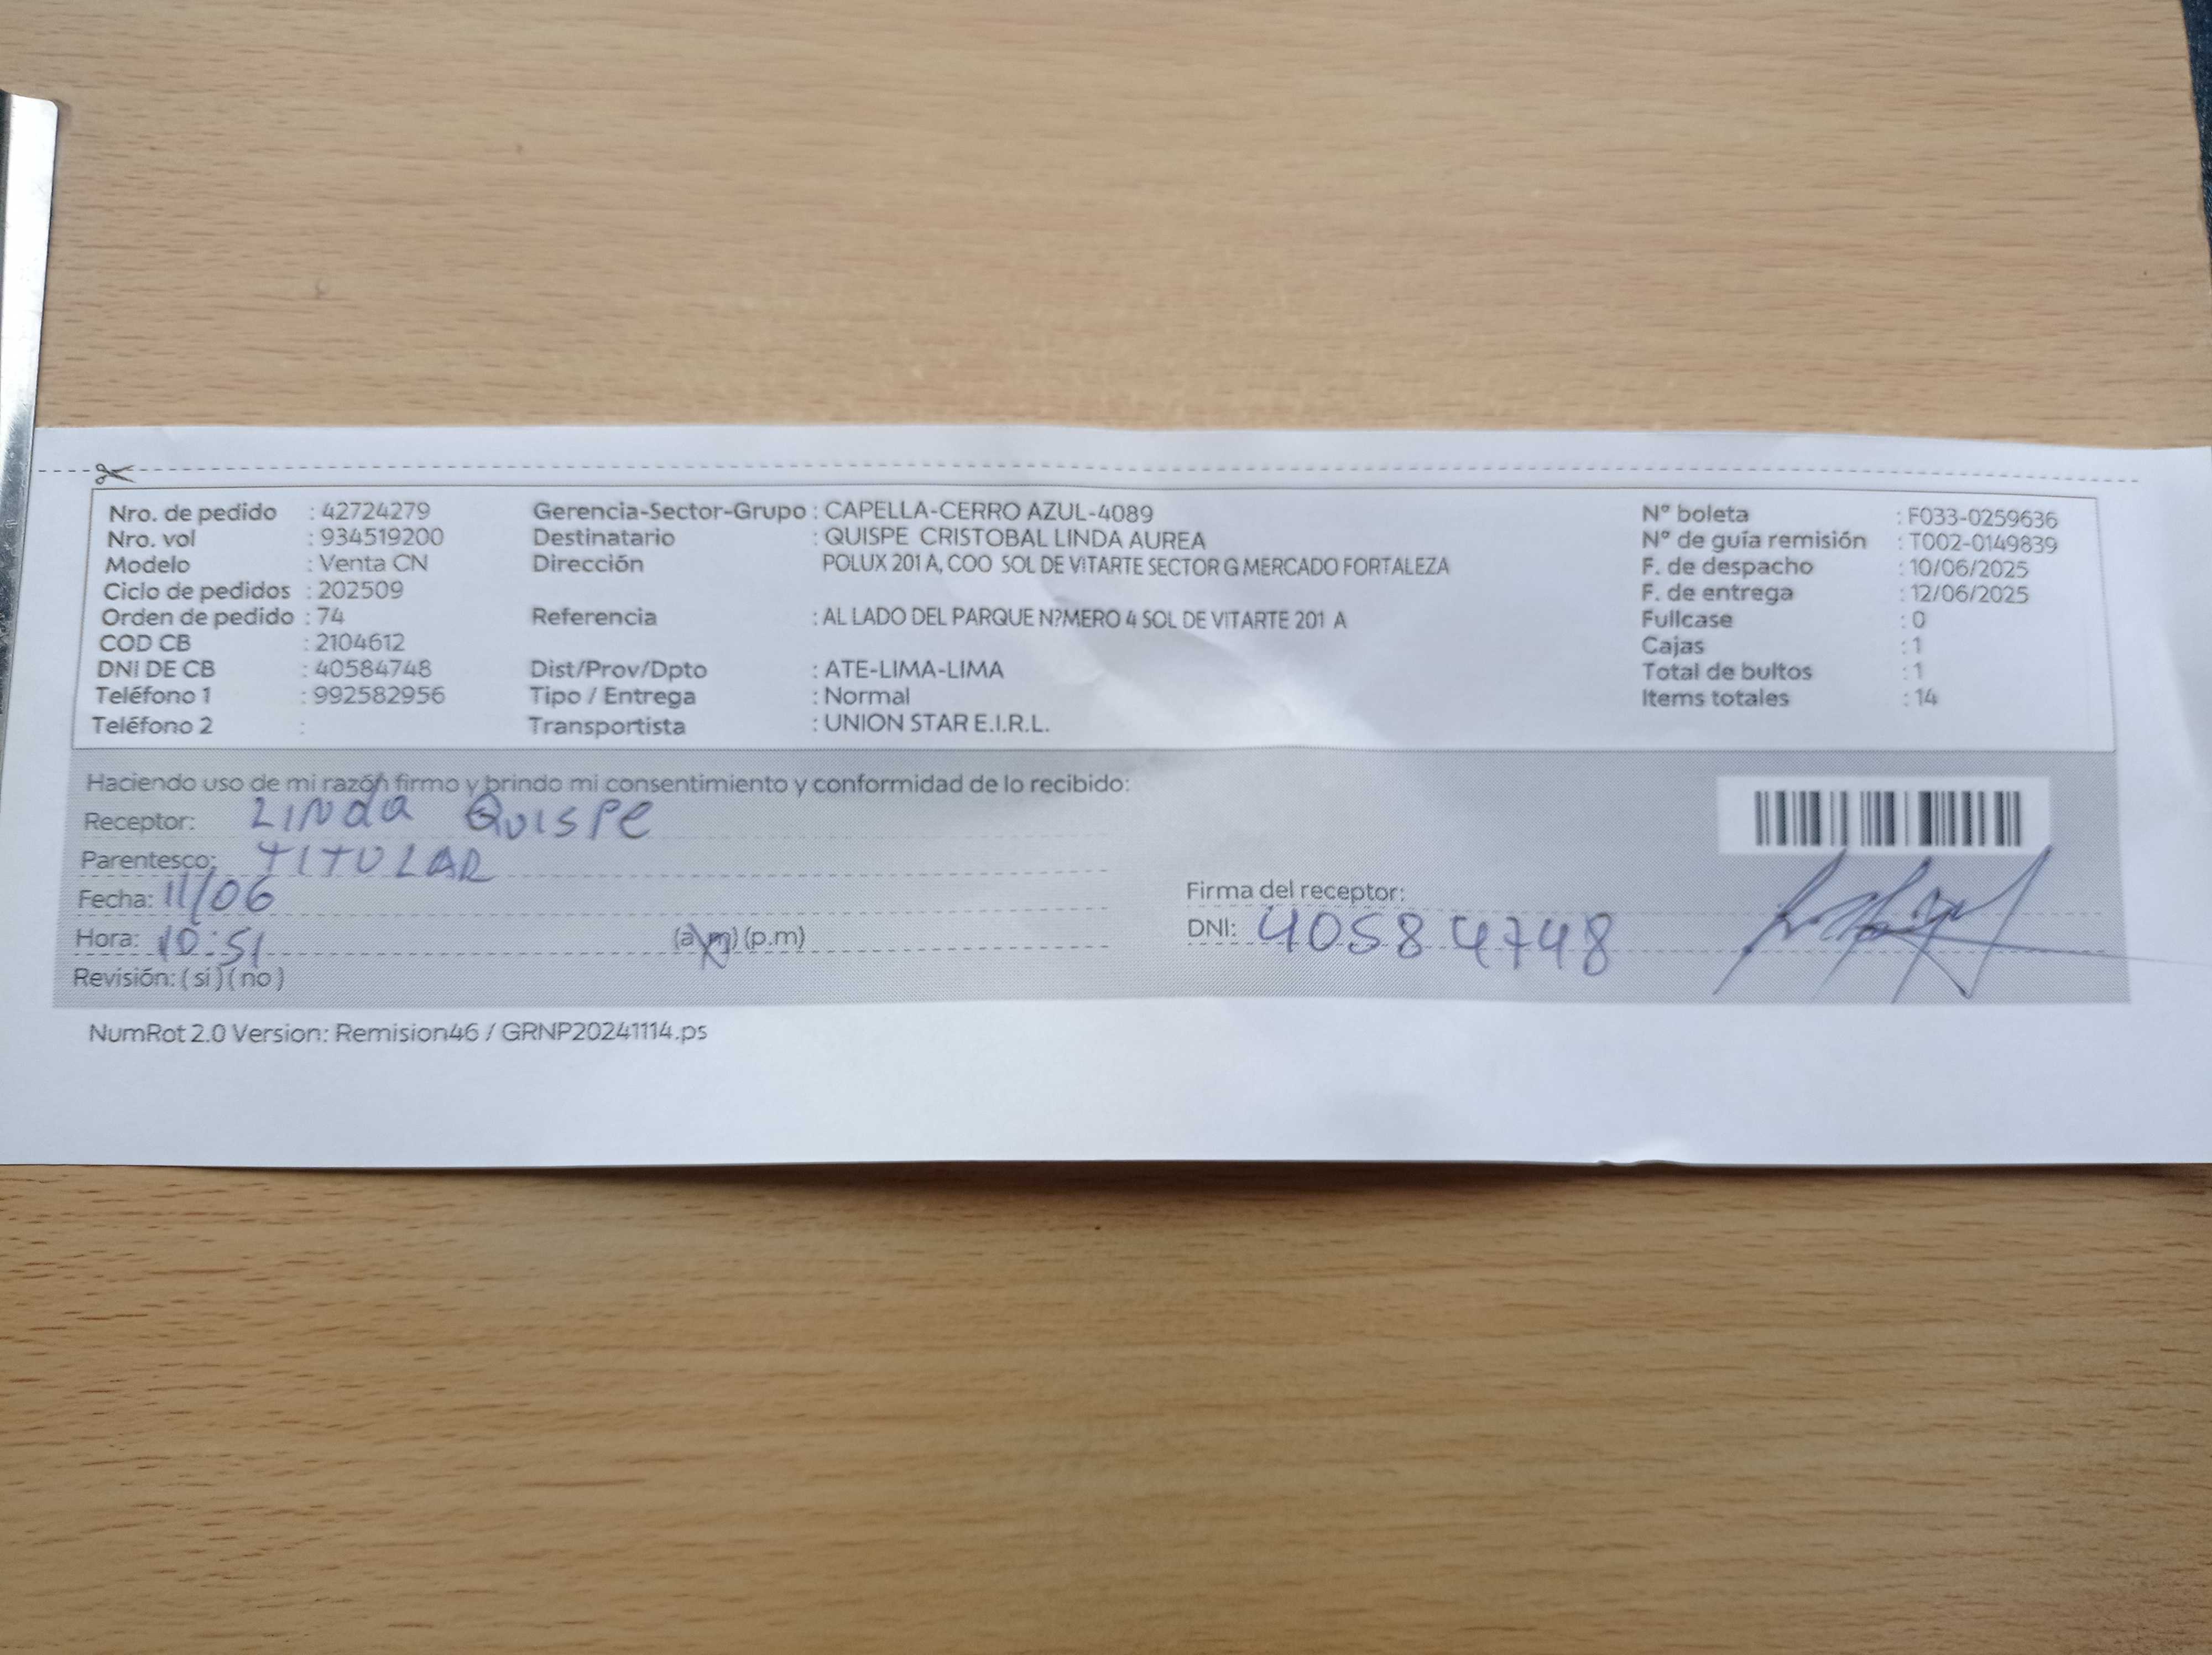 Nro. de pedido : 42724279 Gerencia-Sector-Grupo : CAPELLA-CERRO AZUL-4089 N° boleta : F033-0259636
Nro. vol : 934519200 Destinatario : QUISPE CRISTOBAL LINDA AUREA N° de guía remisión : T002-0149839
Modelo : Venta CN Dirección POLUX 201 A, COO SOL DE VITARTE SECTOR G MERCADO FORTALEZA F. de despacho : 10/06/2025
Ciclo de pedidos : 202509 F. de entrega : 12/06/2025
Orden de pedido : 74 Referencia : AL LADO DEL PARQUE N?MERO 4 SOL DE VITARTE 201 A Fullcase : 0
COD CB : 2104612 Cajas : 1
DNI DE CB : 40584748 Dist/Prov/Dpto : ATE-LIMA-LIMA Total de bultos : 1
Teléfono 1 : 992582956 Tipo / Entrega : Normal Items totales : 14
Teléfono 2 : Transportista : UNION STAR E.I.R.L.
Haciendo uso de mi razón firmo y brindo mi consentimiento y conformidad de lo recibido:
Receptor: LINda QUISPE
Parentesco: TITULAR
Fecha: 11/06 Firma del receptor:
Hora: 10:51 (a.m) (p.m) DNI: 40584748
Revisión: (si) (no)
NumRot 2.0 Version: Remision46 / GRNP20241114.ps